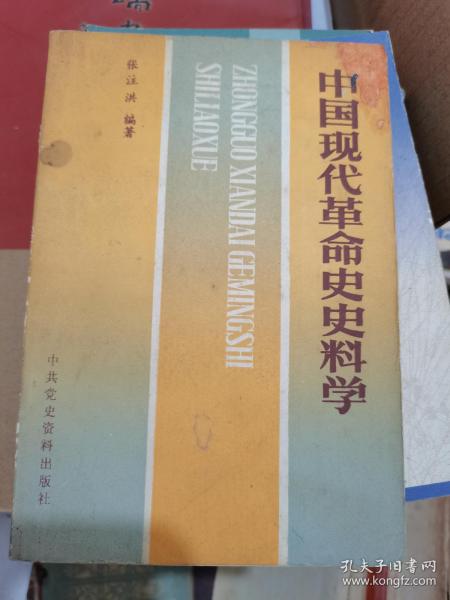 中国现代革命史史料学
ZHONGGUO XIANDAI GEMINGSHI
SHILIAOXUE
张注洪 编著
中共党史资料出版社
孔夫子旧书网
www.kongfz.com